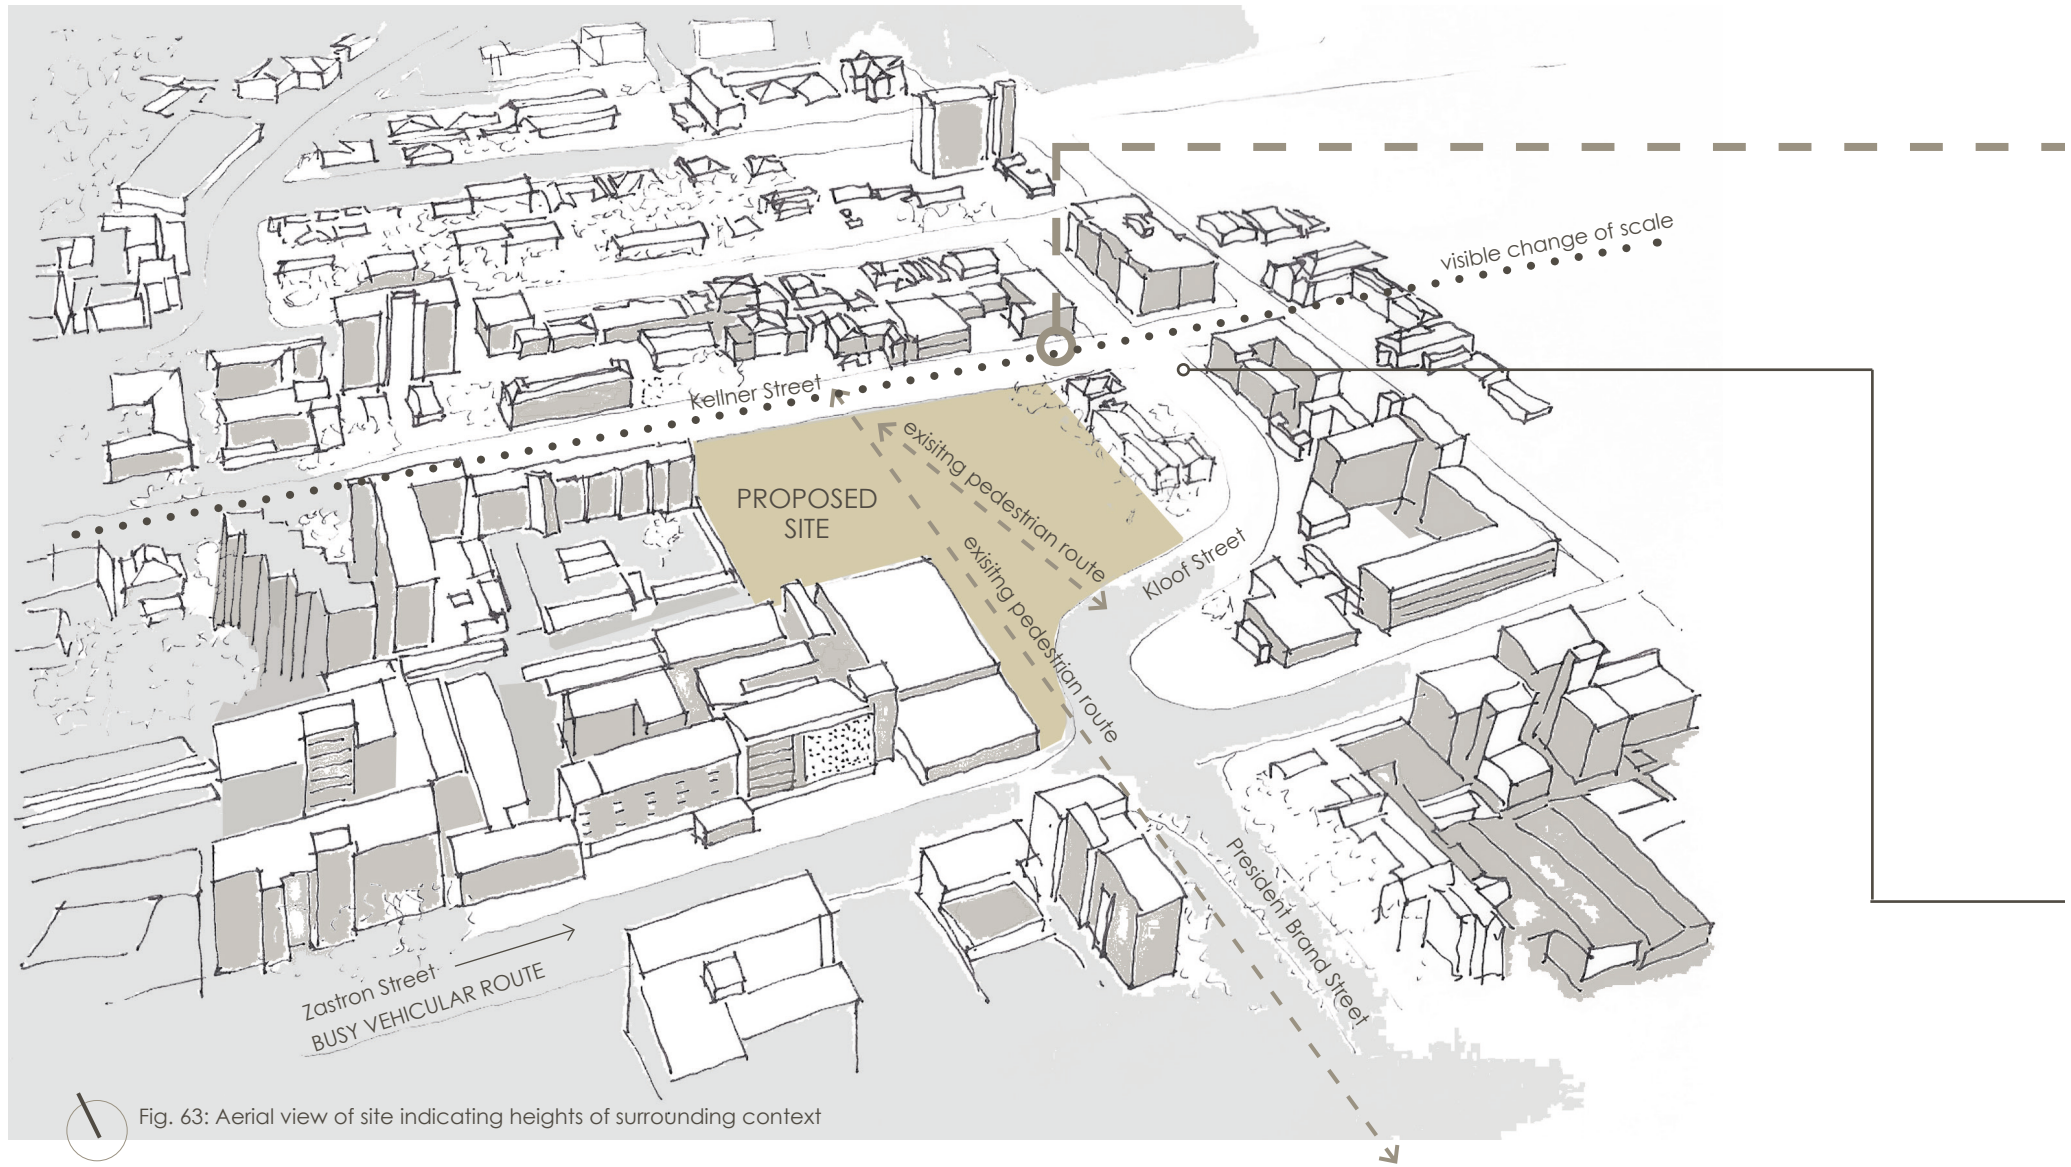 visible change of scale
Kellner Street
exisitng pedestrian route
PROPOSED
SITE
exisitng pedestrian route
Kloof Street
President Brand Street
Zastron Street
BUSY VEHICULAR ROUTE
Fig. 63: Aerial view of site indicating heights of surrounding context